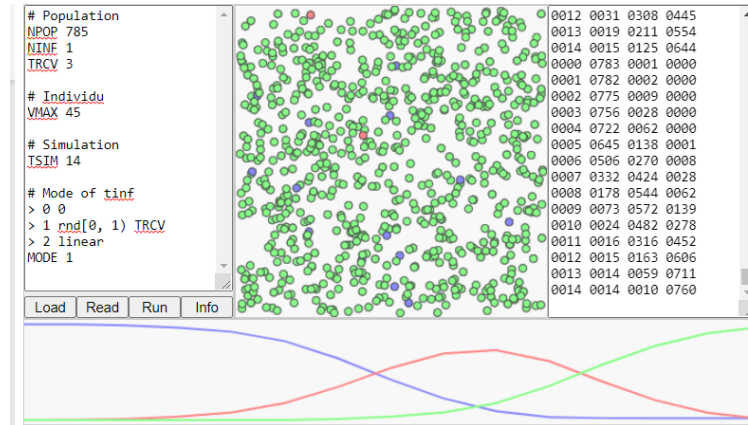 # Population
NPOP 785
NINF 1
TRCV 3
# Individu
VMAX 45
# Simulation
TSIM 14
# Mode of tinf
> 0 0
> 1 rnd[0, 1) TRCV
> 2 linear
MODE 1
Load Read Run Info
0012 0031 0308 0445
0013 0019 0211 0554
0014 0015 0125 0644
0000 0783 0001 0000
0001 0782 0002 0000
0002 0775 0009 0000
0003 0756 0028 0000
0004 0722 0062 0000
0005 0645 0138 0001
0006 0506 0270 0008
0007 0332 0424 0028
0008 0178 0544 0062
0009 0073 0572 0139
0010 0024 0482 0278
0011 0016 0316 0452
0012 0015 0163 0606
0013 0014 0059 0711
0014 0014 0010 0760